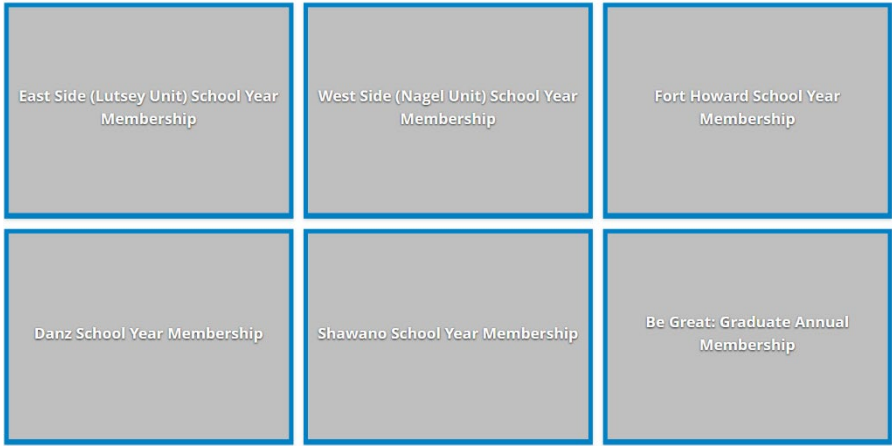 East Side (Lutsey Unit) School Year
Membership
West Side (Nagel Unit) School Year
Membership
Fort Howard School Year
Membership
Danz School Year Membership
Shawano School Year Membership
Be Great: Graduate Annual
Membership